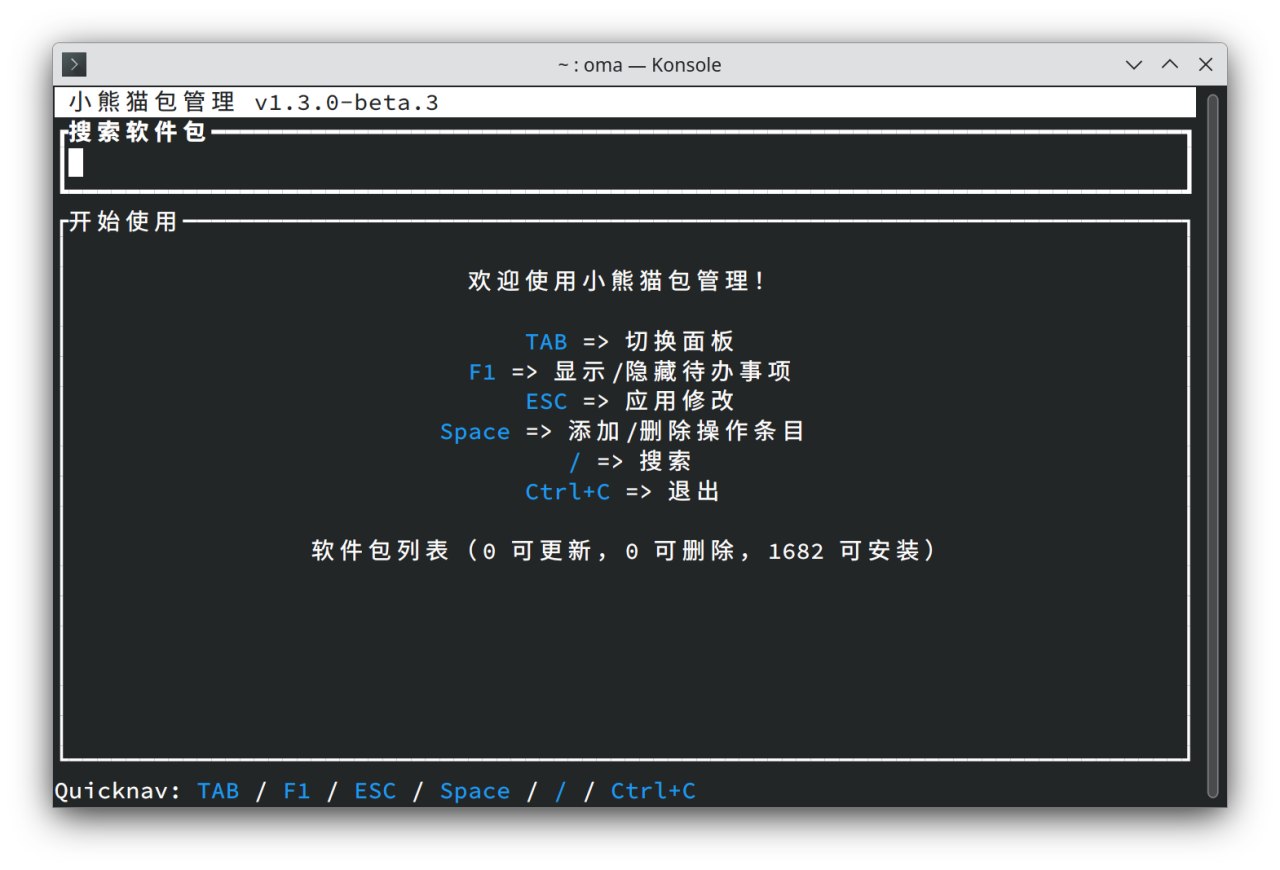 ~ : oma — Konsole
小熊猫包管理 v1.3.0-beta.3
搜索软件包
开始使用
欢迎使用小熊猫包管理！
TAB => 切换面板
F1 => 显示/隐藏待办事项
ESC => 应用修改
Space => 添加/删除操作条目
/ => 搜索
Ctrl+C => 退出
软件包列表（0 可更新，0 可删除，1682 可安装）
Quicknav: TAB / F1 / ESC / Space / / / Ctrl+C